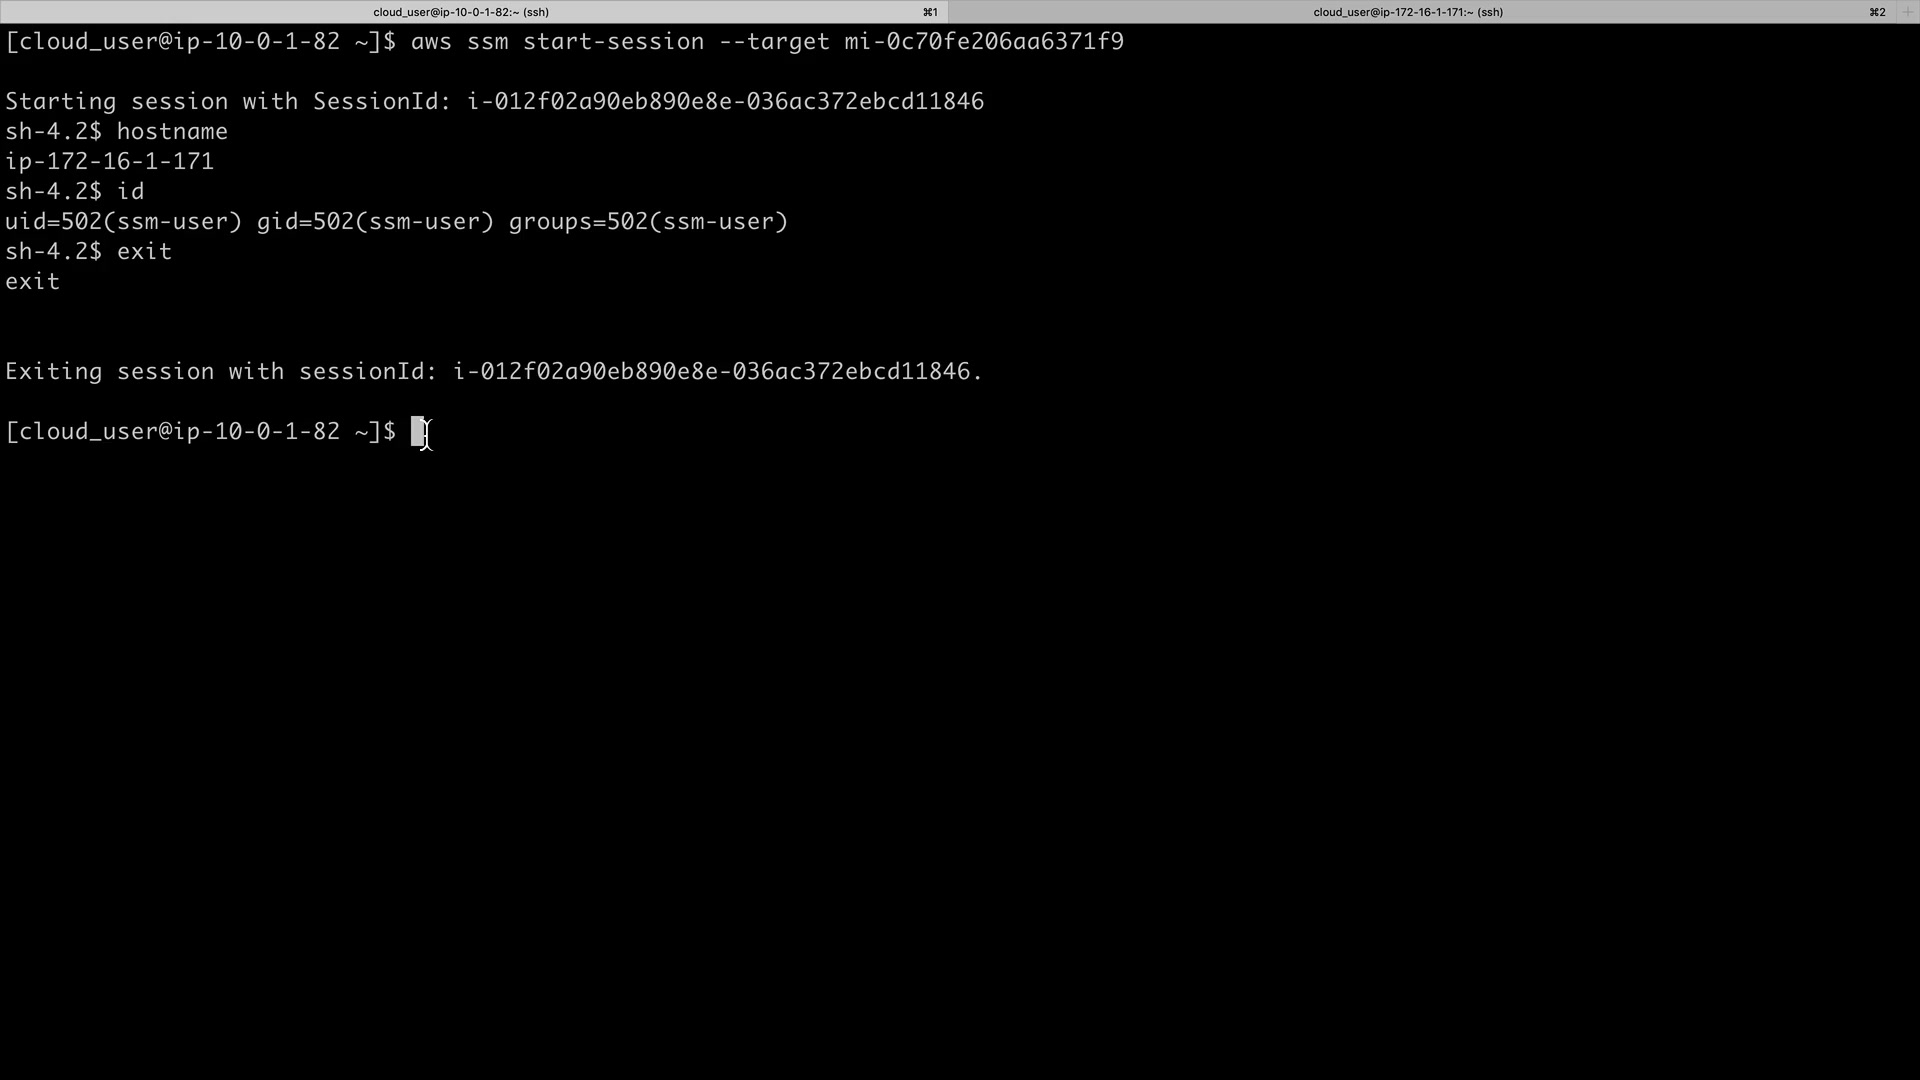 cloud_user@ip-10-0-1-82:~ (ssh) ⌘1 cloud_user@ip-172-16-1-171:~ (ssh) ⌘2 +
[cloud_user@ip-10-0-1-82 ~]$ aws ssm start-session --target mi-0c70fe206aa6371f9
Starting session with SessionId: i-012f02a90eb890e8e-036ac372ebcd11846
sh-4.2$ hostname
ip-172-16-1-171
sh-4.2$ id
uid=502(ssm-user) gid=502(ssm-user) groups=502(ssm-user)
sh-4.2$ exit
exit
Exiting session with sessionId: i-012f02a90eb890e8e-036ac372ebcd11846.
[cloud_user@ip-10-0-1-82 ~]$